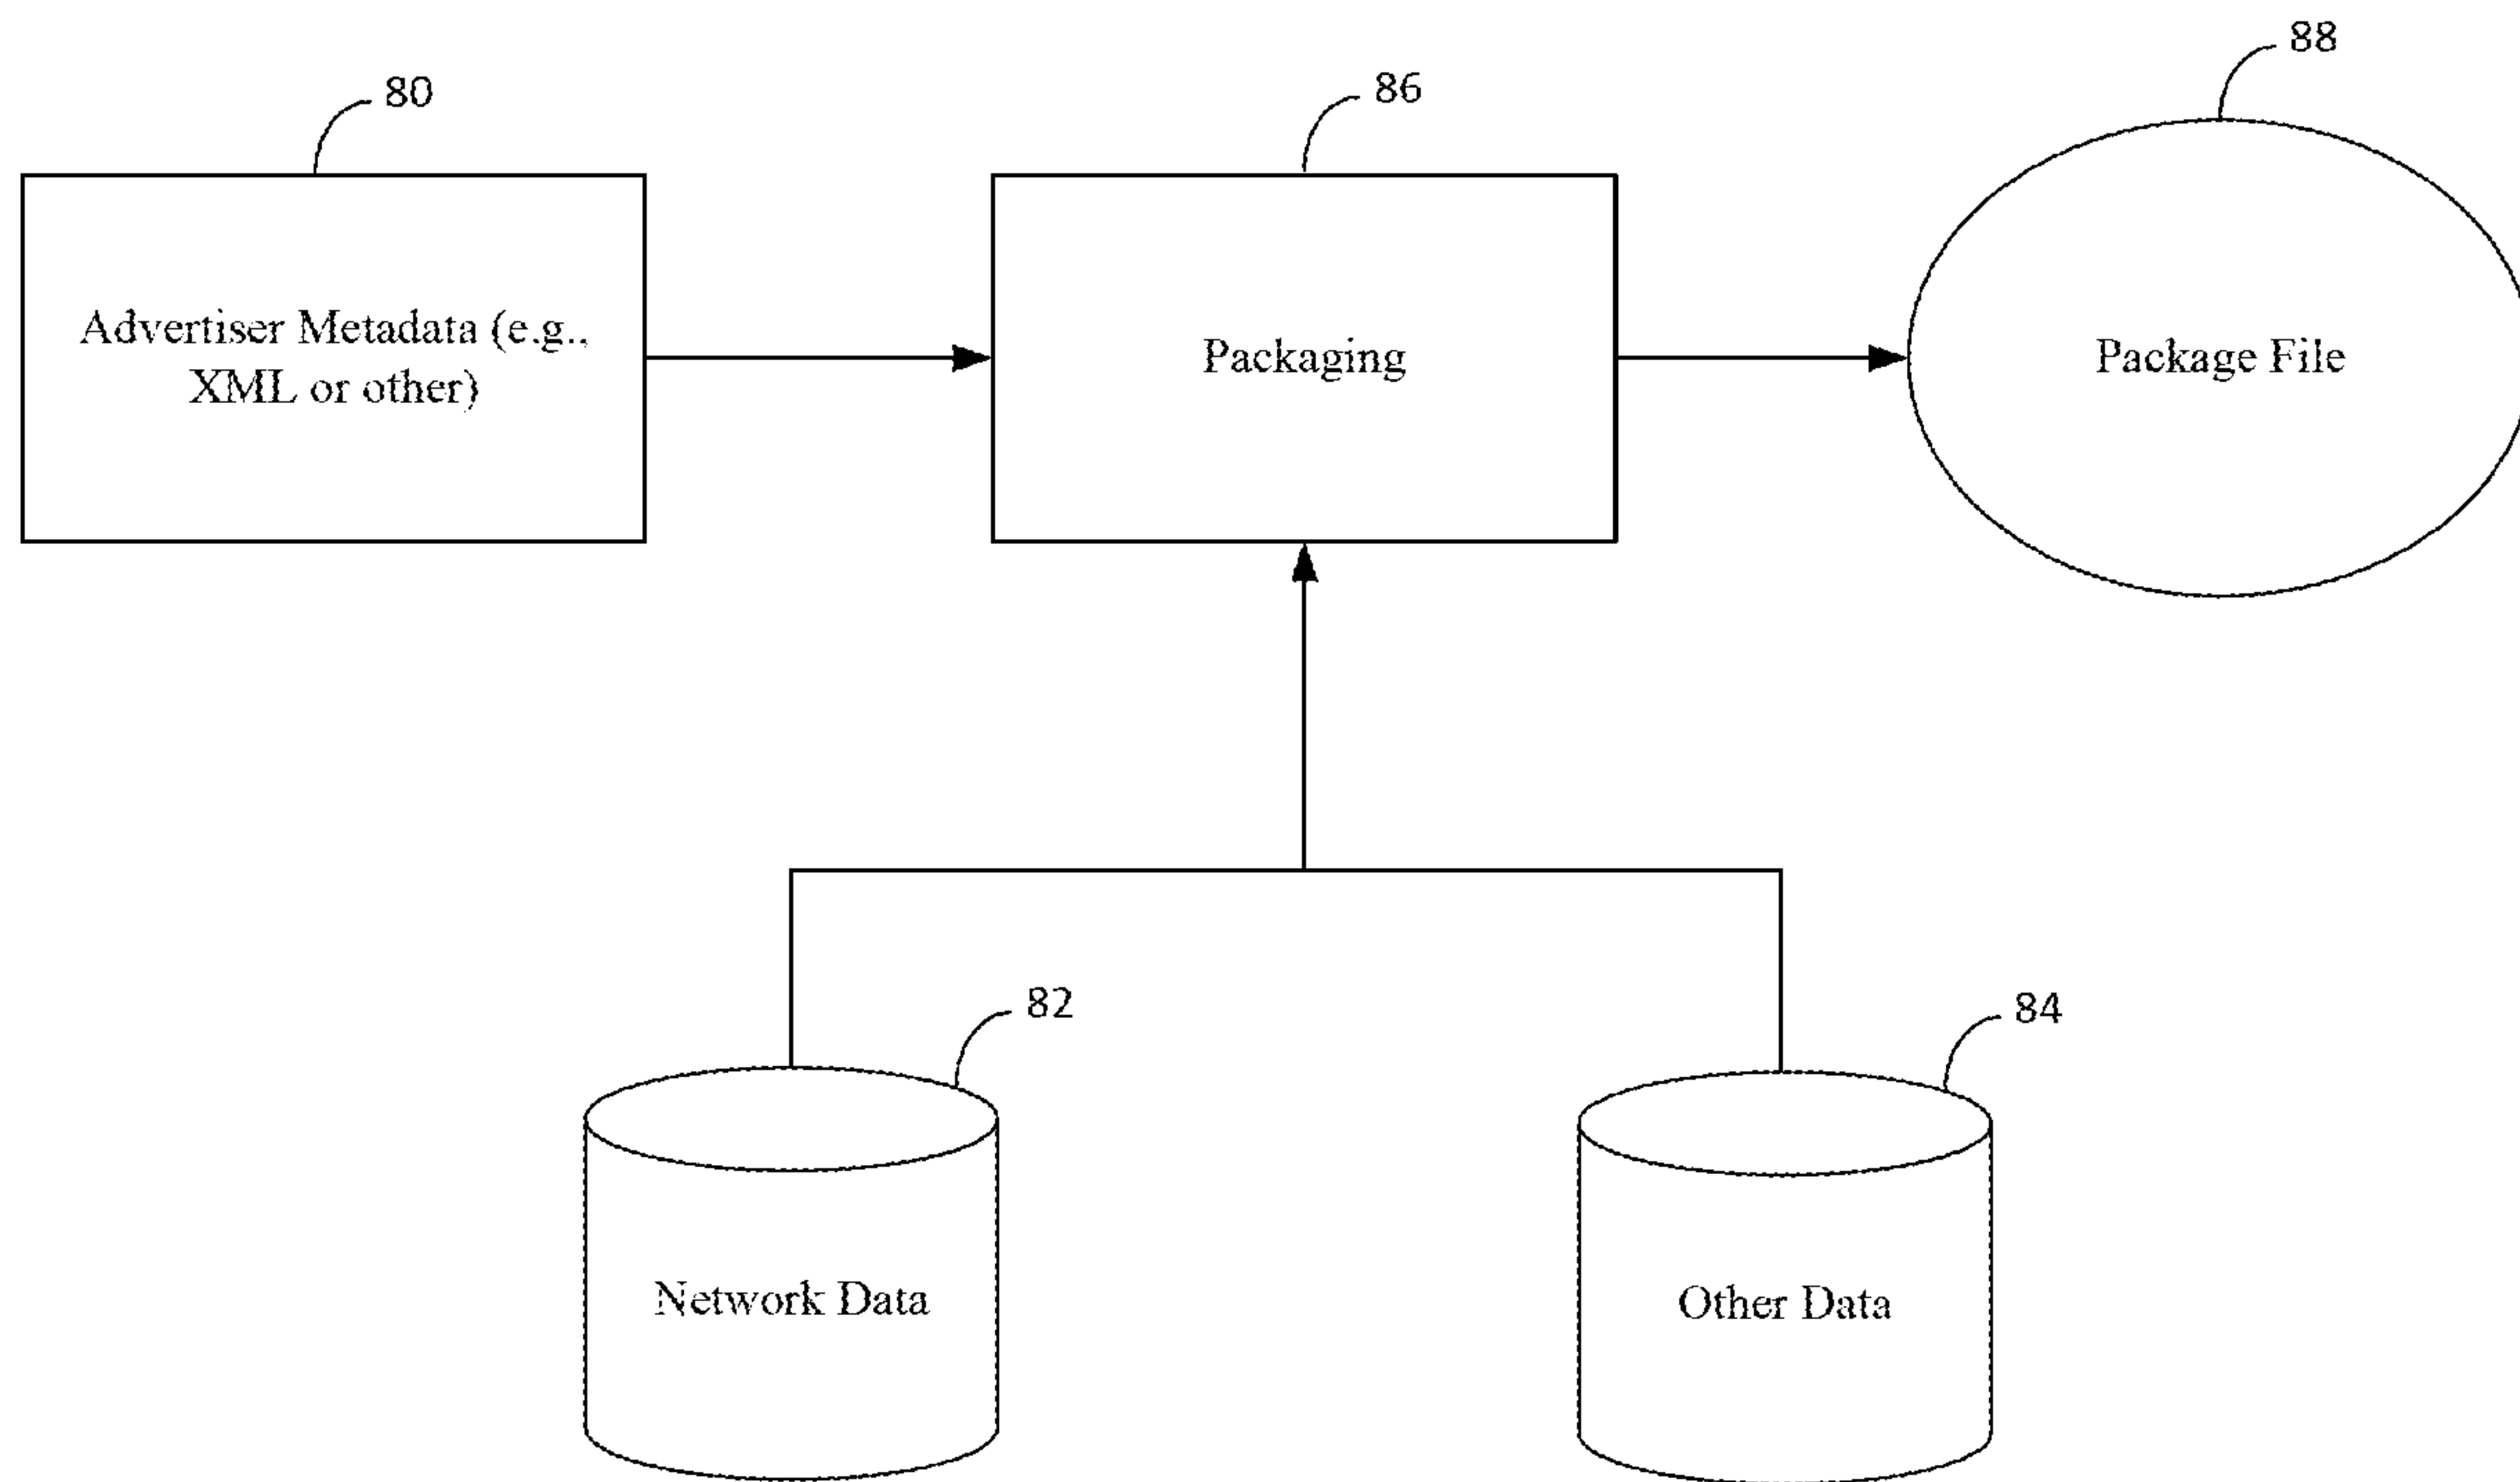 88
86
80
Advertiser Metadata (e.g.,
XML or other)
Packaging
Package File
82
84
Network Data
Other Data